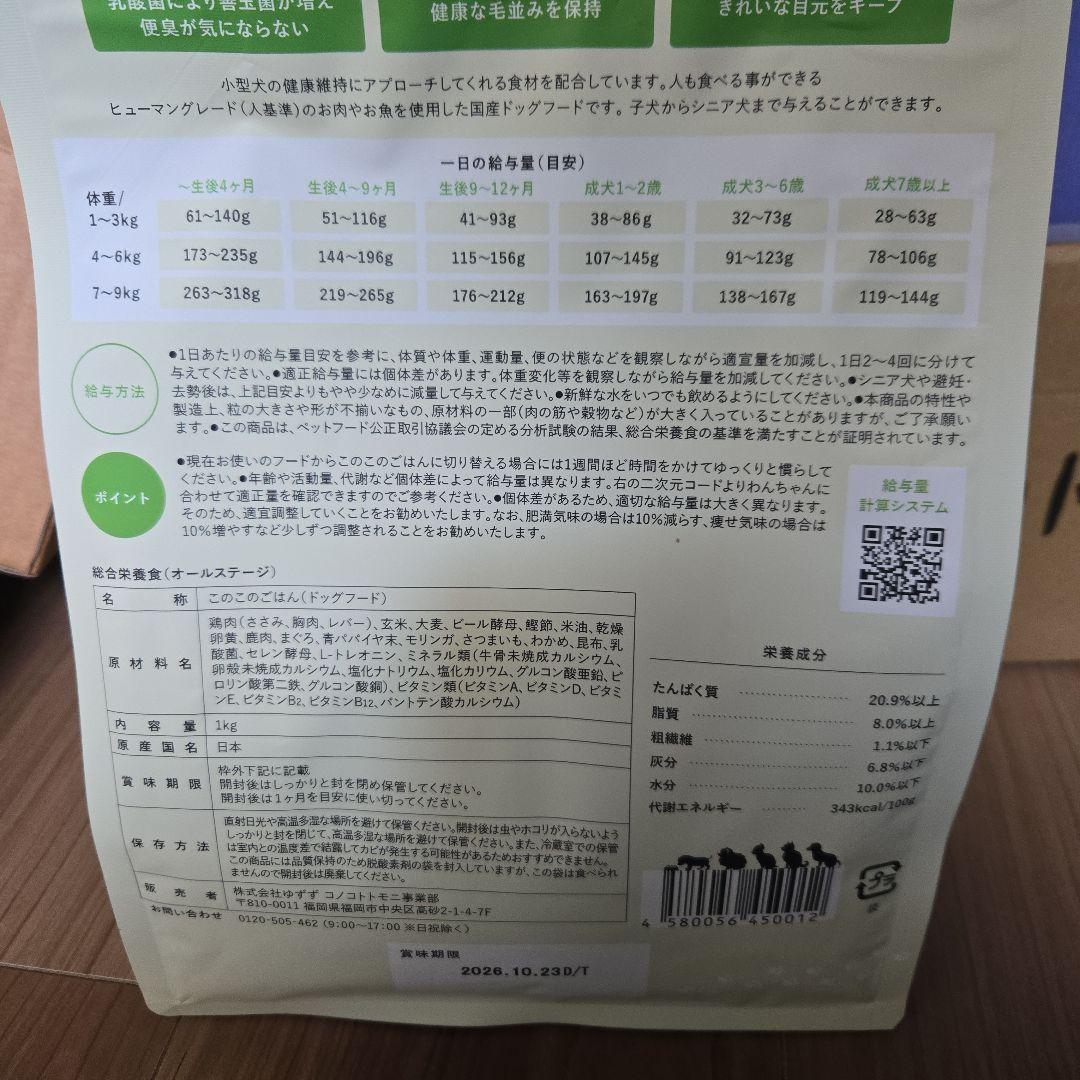 乳酸菌により善玉菌が増え
便臭が気にならない
健康な毛並みを保持
きれいな目元をキープ
小型犬の健康維持にアプローチしてくれる食材を配合しています。人も食べる事ができる
ヒューマングレード(人基準)のお肉やお魚を使用した国産ドッグフードです。子犬からシニア犬まで与えることができます。
一日の給与量(目安)
体重/ ～生後4ヶ月 生後4～9ヶ月 生後9～12ヶ月 成犬1～2歳 成犬3～6歳 成犬7歳以上
1～3kg 61～140g 51～116g 41～93g 38～86g 32～73g 28～63g
4～6kg 173～235g 144～196g 115～156g 107～145g 91～123g 78～106g
7～9kg 263～318g 219～265g 176～212g 163～197g 138～167g 119～144g
給与方法
●1日あたりの給与量目安を参考に、体質や体重、運動量、便の状態などを観察しながら適宣量を加減し、1日2～4回に分けて
与えてください。●適正給与量には個体差があります。体重変化等を観察しながら給与量を加減してください。●シニア犬や避妊・
去勢後は、上記目安よりもやや少なめに減量して与えてください。●新鮮な水をいつでも飲めるようにしてください。●本商品の特性や
製造上、粒の大きさや形が不揃いなもの、原材料の一部(肉の筋や穀物など)が大きく入っていることがありますが、ご了承願い
ます。●この商品は、ペットフード公正取引協議会の定める分析試験の結果、総合栄養食の基準を満たすことが証明されています。
ポイント
●現在お使いのフードからこのこのごはんに切り替える場合には1週間ほど時間をかけてゆっくりと慣らして
ください。●年齢や活動量、代謝など個体差によって給与量は異なります。右の二次元コードよりわんちゃんに
合わせて適正量を確認できますのでご参考ください。●個体差があるため、適切な給与量は大きく異なります。
そのため、適宜調整していくことをお勧めいたします。なお、肥満気味の場合は10%減らす、痩せ気味の場合は
10%増やすなど少しずつ調整されることをお勧めいたします。
給与量
計算システム
総合栄養食(オールステージ)
名称 このこのごはん(ドッグフード)
原材料名 鶏肉(ささみ、胸肉、レバー)、玄米、大麦、ビール酵母、鰹節、米油、乾燥
卵黄、鹿肉、まぐろ、青パパイヤ末、モリンガ、さつまいも、わかめ、昆布、乳
酸菌、セレン酵母、L-トレオニン、ミネラル類(牛骨未焼成カルシウム、
卵殻未焼成カルシウム、塩化ナトリウム、塩化カリウム、グルコン酸亜鉛、ピ
ロリン酸第二鉄、グルコン酸銅)、ビタミン類(ビタミンA、ビタミンD、ビタミ
ンE、ビタミンB2、ビタミンB12、パントテン酸カルシウム)
内容量 1kg
原産国名 日本
賞味期限 枠外下記に記載
開封後はしっかりと封を閉め保管してください。
開封後は1ヶ月を目安に使い切ってください。
保存方法 直射日光や高温多湿な場所を避けて保管ください。開封後は虫やホコリが入らないよう
しっかりと封を閉じて、高温多湿な場所を避けて保管ください。また、冷蔵室での保管
は室内との温度差で結露してカビが発生する可能性があるためおすすめできません。
この商品には品質保持のため脱酸素剤の袋を封入していますが、この袋は食べられ
ませんので開封後は廃棄してください。
販売者 株式会社ゆずず コノコトトモニ事業部
〒810-0011 福岡県福岡市中央区高砂2-1-4-7F
お問い合わせ 0120-505-462 (9:00～17:00 ※日祝除く)
栄養成分
たんぱく質 20.9%以上
脂質 8.0%以上
粗繊維 1.1%以下
灰分 6.8%以下
水分 10.0%以下
代謝エネルギー 343kcal/100g
4 580056 450012
プラ
袋
賞味期限
2026.10.23D/T